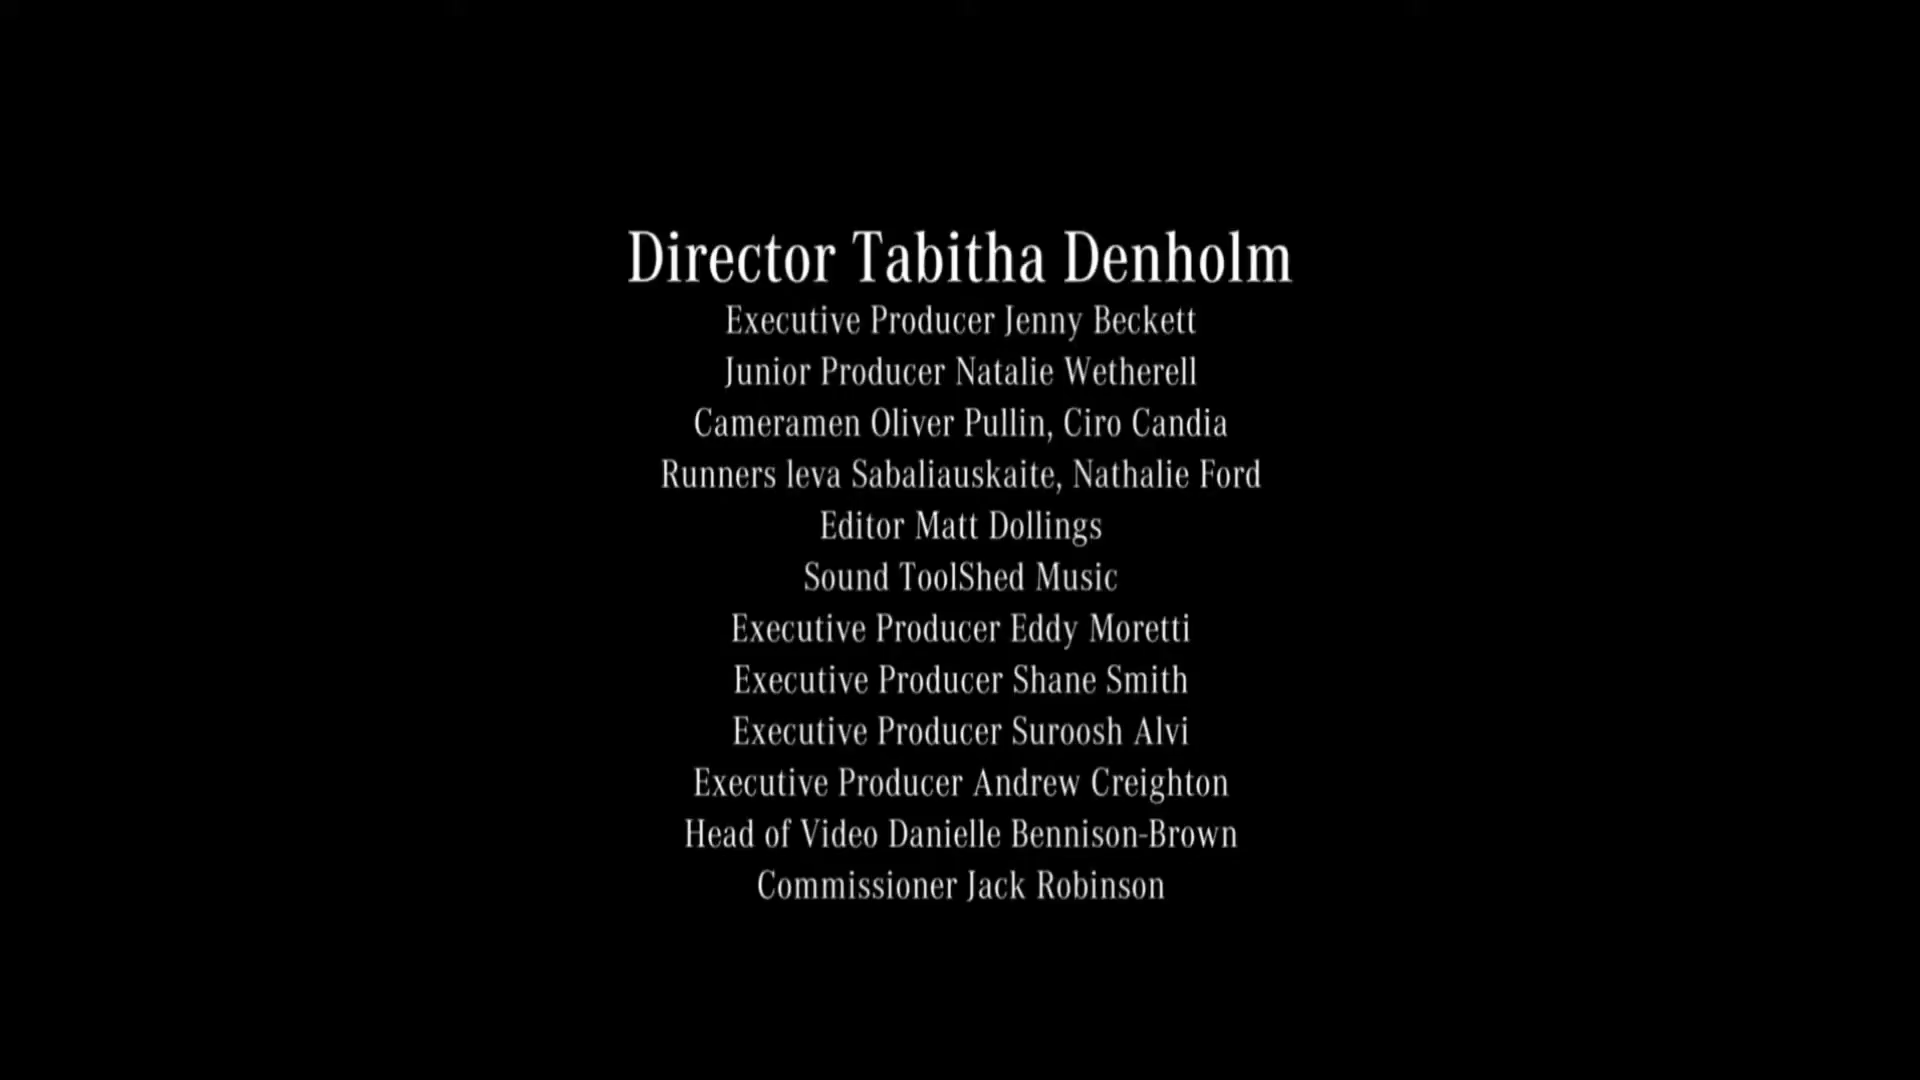 Director Tabitha Denholm
Executive Producer Jenny Beckett
Junior Producer Natalie Wetherell
Cameramen Oliver Pullin, Ciro Candia
Runners leva Sabaliauskaite, Nathalie Ford
Editor Matt Dollings
Sound ToolShed Music
Executive Producer Eddy Moretti
Executive Producer Shane Smith
Executive Producer Suroosh Alvi
Executive Producer Andrew Creighton
Head of Video Danielle Bennison-Brown
Commissioner Jack Robinson